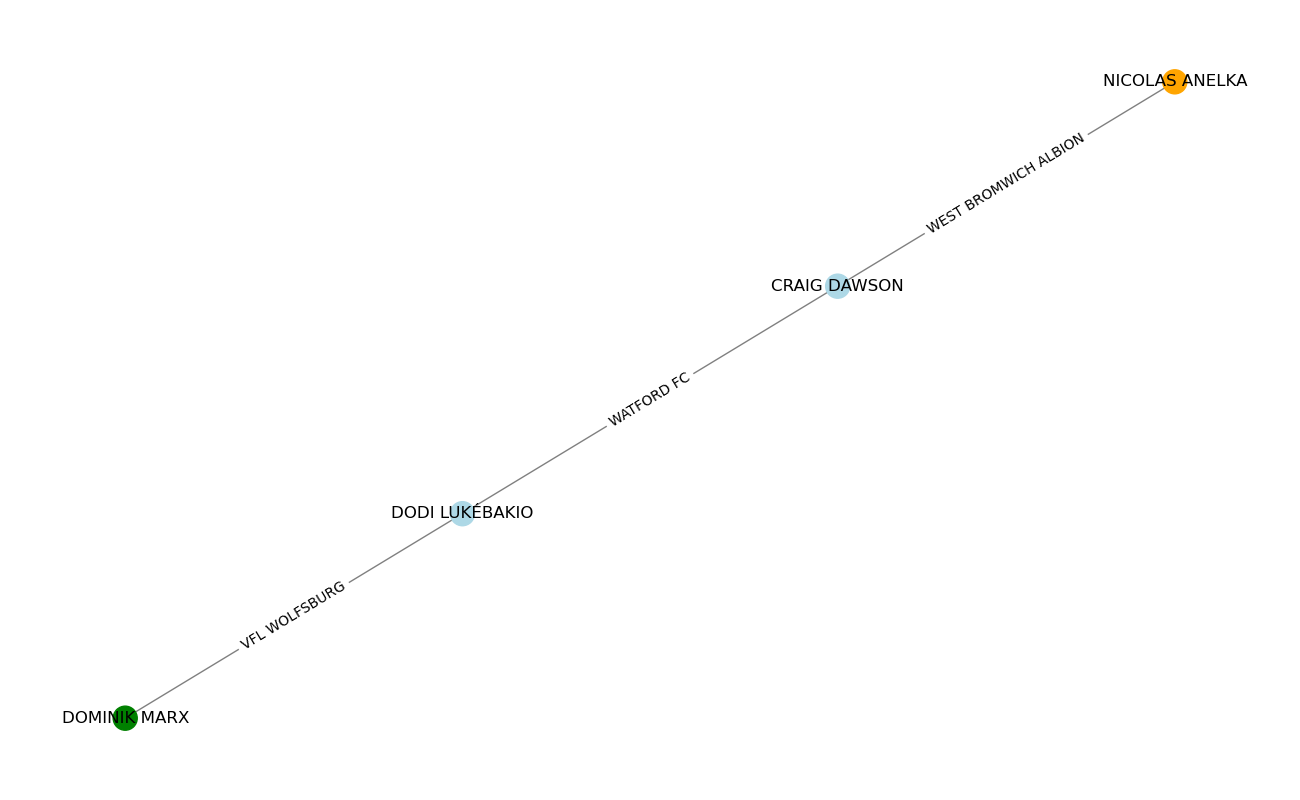 NICOLAS ANELKA
WEST BROMWICH ALBION
CRAIG DAWSON
WATFORD FC
DODI LUKÉBAKIO
VFL WOLFSBURG
DOMINIK MARX